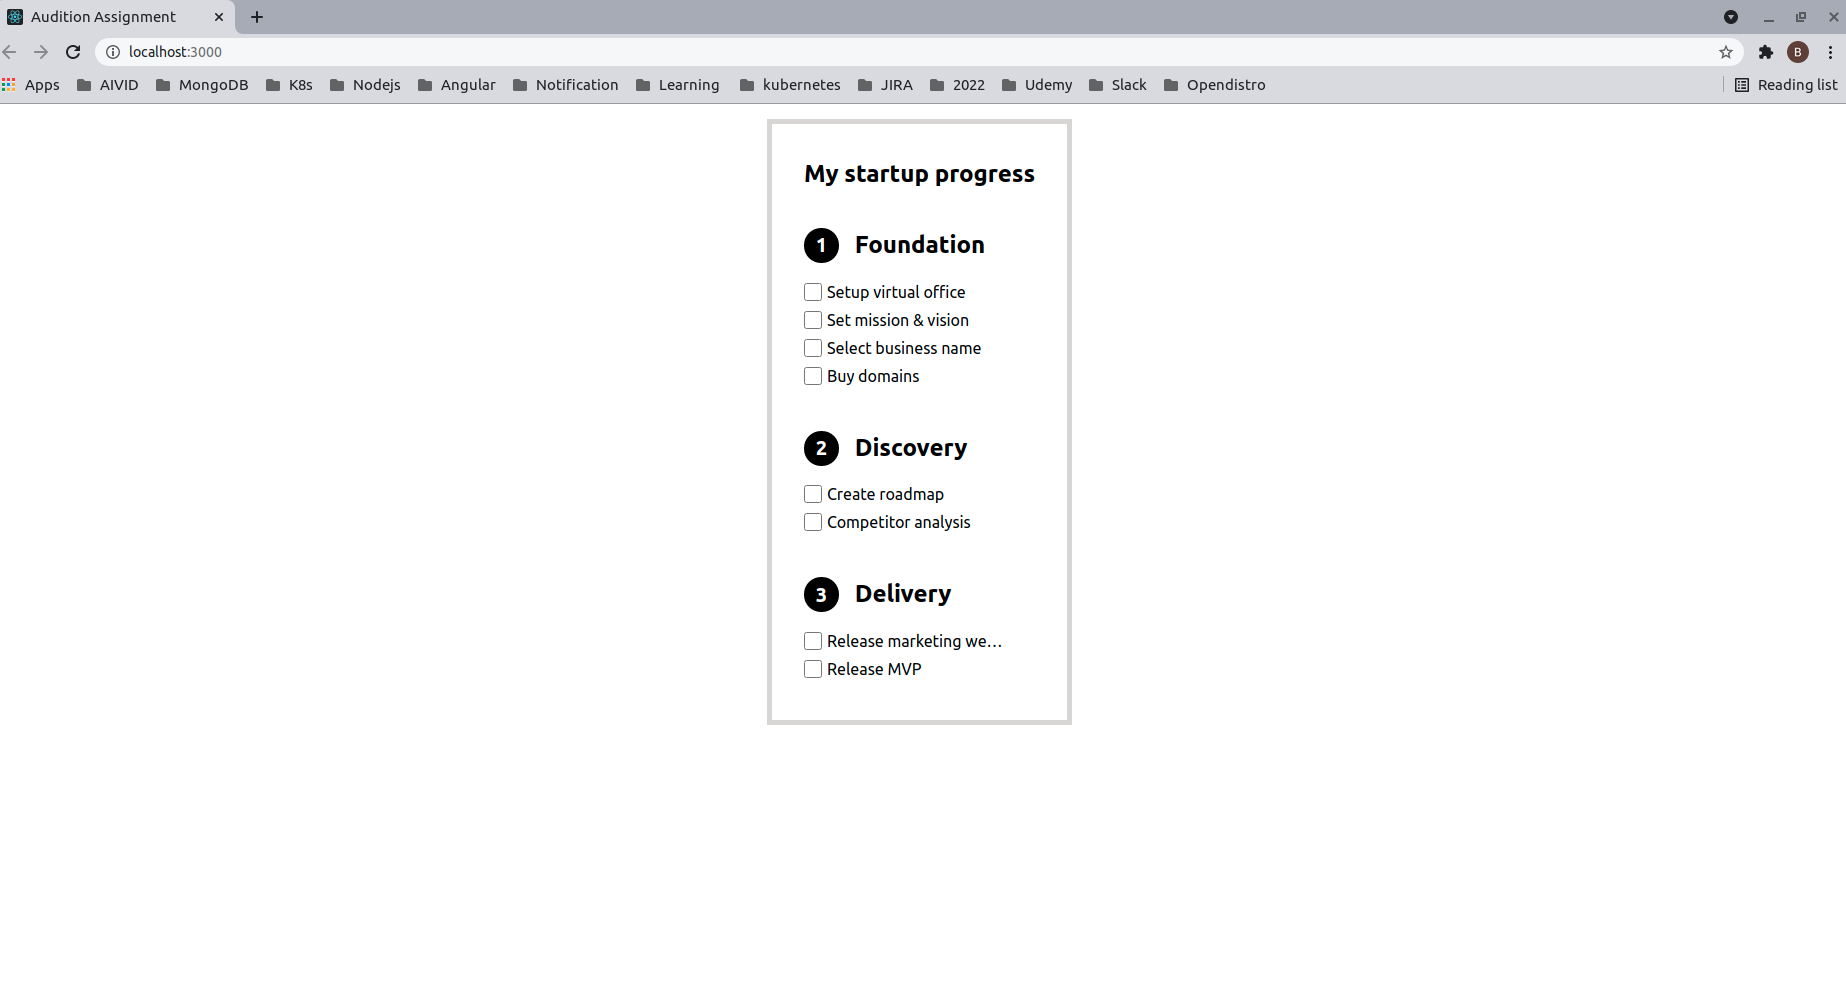 Audition Assignment
localhost:3000
B
Apps AIVID MongoDB K8s Nodejs Angular Notification Learning kubernetes JIRA 2022 Udemy Slack Opendistro Reading list
My startup progress
1 Foundation
Setup virtual office
Set mission & vision
Select business name
Buy domains
2 Discovery
Create roadmap
Competitor analysis
3 Delivery
Release marketing we...
Release MVP